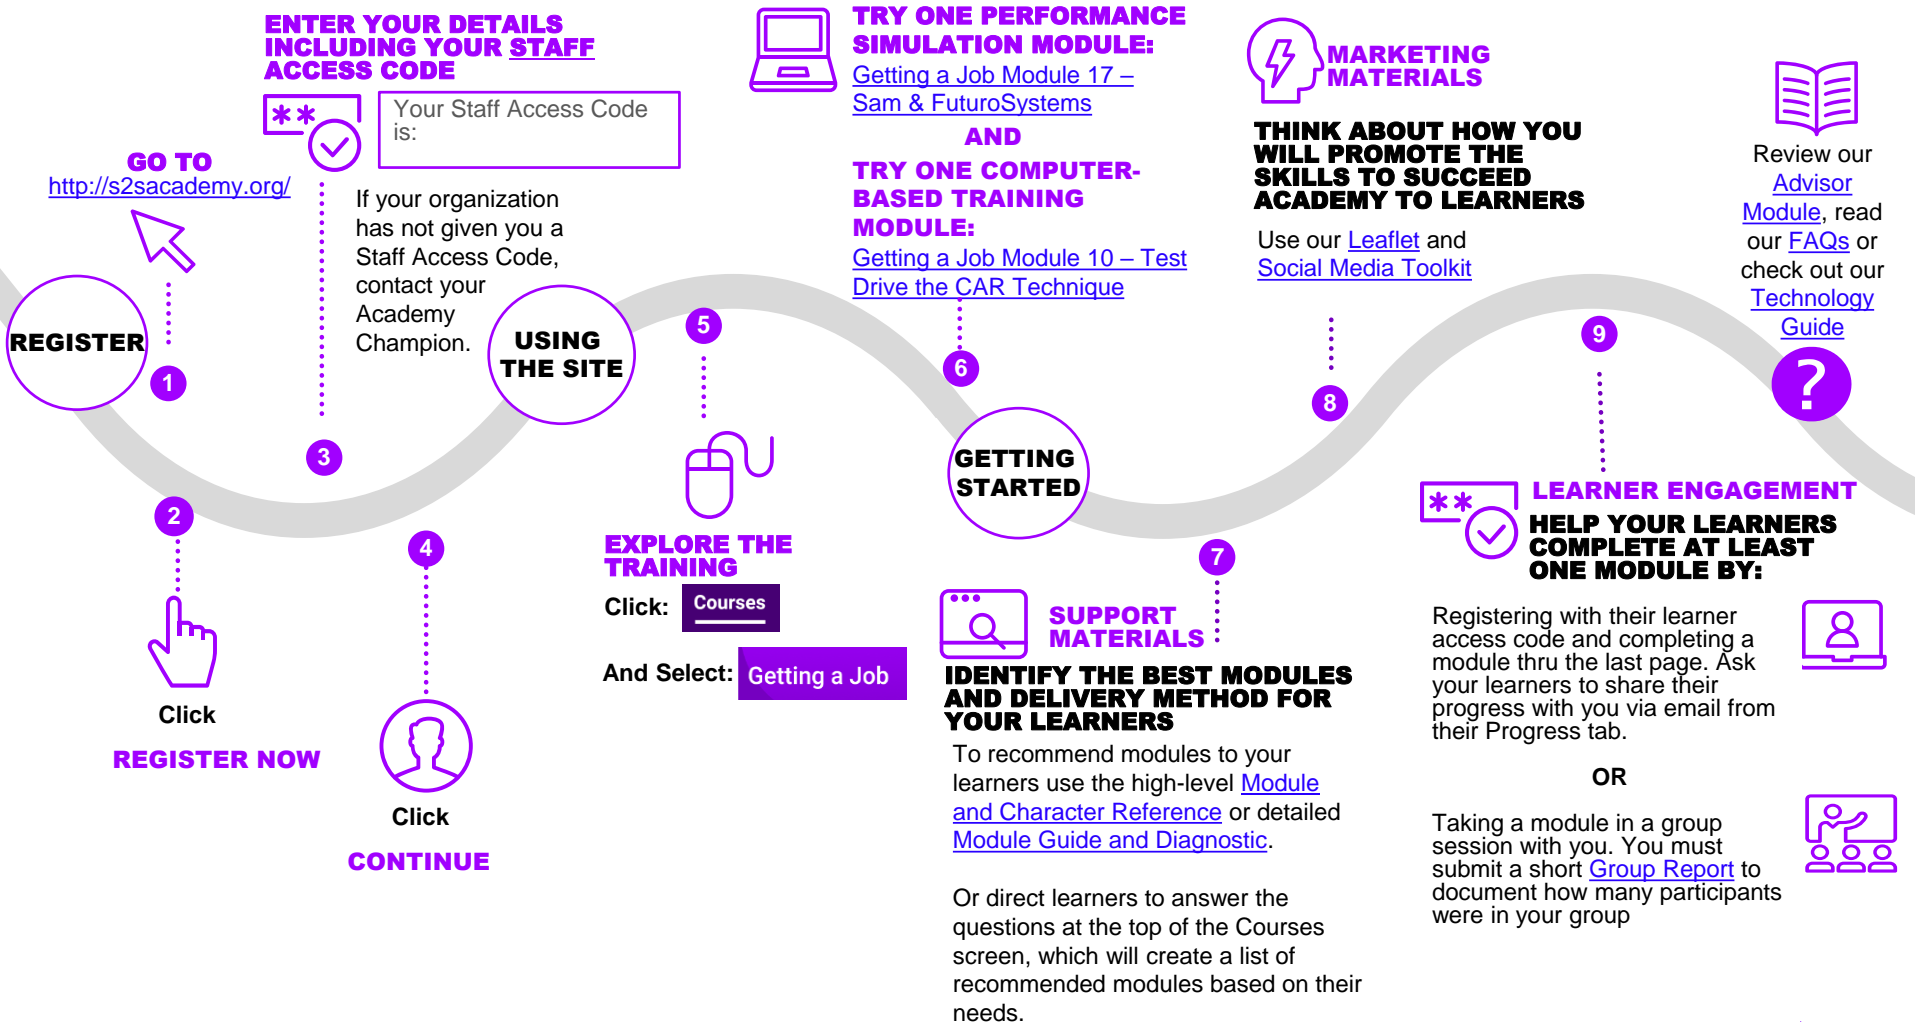 REGISTER
GO TO
http://s2sacademy.org/
1
2
Click
REGISTER NOW
ENTER YOUR DETAILS
INCLUDING YOUR STAFF
ACCESS CODE
**
Your Staff Access Code
is:
If your organization
has not given you a
Staff Access Code,
contact your
Academy
Champion.
3
4
Click
CONTINUE
USING
THE SITE
5
EXPLORE THE
TRAINING
Click: Courses
And Select: Getting a Job
TRY ONE PERFORMANCE
SIMULATION MODULE:
Getting a Job Module 17 –
Sam & FuturoSystems
AND
TRY ONE COMPUTER-
BASED TRAINING
MODULE:
Getting a Job Module 10 – Test
Drive the CAR Technique
6
GETTING
STARTED
7
SUPPORT
MATERIALS
IDENTIFY THE BEST MODULES
AND DELIVERY METHOD FOR
YOUR LEARNERS
To recommend modules to your
learners use the high-level Module
and Character Reference or detailed
Module Guide and Diagnostic.
Or direct learners to answer the
questions at the top of the Courses
screen, which will create a list of
recommended modules based on their
needs.
MARKETING
MATERIALS
THINK ABOUT HOW YOU
WILL PROMOTE THE
SKILLS TO SUCCEED
ACADEMY TO LEARNERS
Use our Leaflet and
Social Media Toolkit
8
9
**
LEARNER ENGAGEMENT
HELP YOUR LEARNERS
COMPLETE AT LEAST
ONE MODULE BY:
Registering with their learner
access code and completing a
module thru the last page. Ask
your learners to share their
progress with you via email from
their Progress tab.
OR
Taking a module in a group
session with you. You must
submit a short Group Report to
document how many participants
were in your group
Review our
Advisor
Module, read
our FAQs or
check out our
Technology
Guide
?